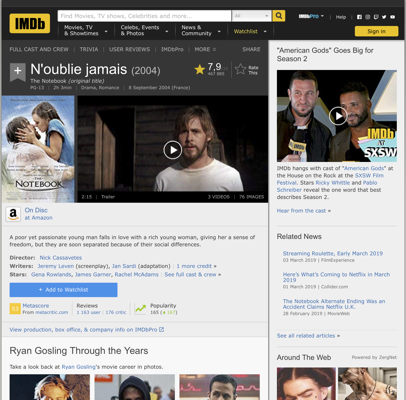 IMDb
Find Movies, TV shows, Celebrities and more...
All
IMDbPro
Help
Movies, TV
& Showtimes
Celebs, Events
& Photos
News &
Community
Watchlist
Sign in
FULL CAST AND CREW | TRIVIA | USER REVIEWS | IMDbPro | MORE
SHARE
N'oublie jamais (2004)
The Notebook (original title)
PG-13 | 2h 3min | Drama, Romance | 8 September 2004 (France)
7,9
Rate
This
THE NOTEBOOK
2:15 | Trailer
3 VIDEOS | 76 IMAGES
On Disc
at Amazon
A poor yet passionate young man falls in love with a rich young woman, giving her a sense of
freedom, but they are soon separated because of their social differences.
Director: Nick Cassavetes
Writers: Jeremy Leven (screenplay), Jan Sardi (adaptation) | 1 more credit »
Stars: Gena Rowlands, James Garner, Rachel McAdams | See full cast & crew »
+ Add to Watchlist
Metascore
From metacritic.com
Reviews
1 163 user | 176 critic
Popularity
165
View production, box office, & company info on IMDbPro
Ryan Gosling Through the Years
Take a look back at Ryan Gosling's movie career in photos.
"American Gods" Goes Big for
Season 2
IMDb
AT
SXSW
IMDb hangs with cast of "American Gods" at
the House on the Rock at the SXSW Film
Festival. Stars Ricky Whittle and Pablo
Schreiber reveal the one word that best
describes Season 2.
Hear from the cast »
Related News
Streaming Roulette, Early March 2019
03 March 2019 | FilmExperience
Here's What's Coming to Netflix in March
2019
01 March 2019 | Collider.com
The Notebook Alternate Ending Was an
Accident Claims Netflix U.K.
28 February 2019 | MovieWeb
See all related articles »
Around The Web
Powered by ZergNet